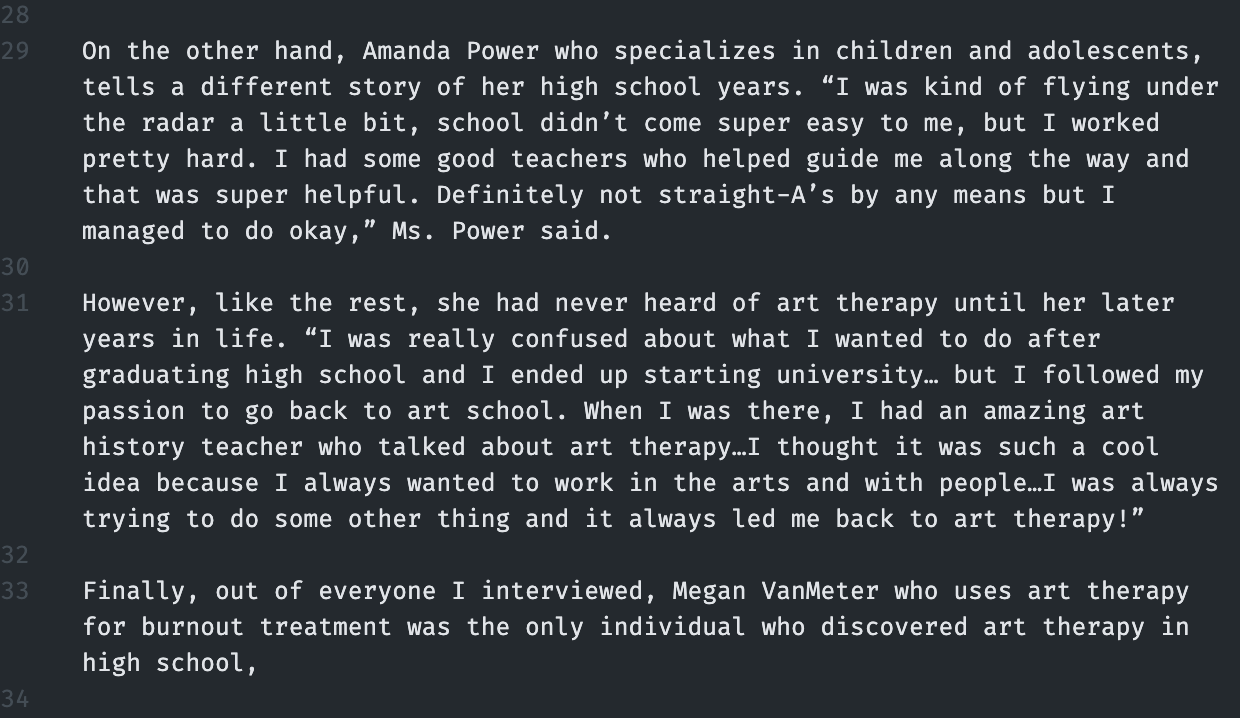 28
29 On the other hand, Amanda Power who specializes in children and adolescents,
tells a different story of her high school years. “I was kind of flying under
the radar a little bit, school didn’t come super easy to me, but I worked
pretty hard. I had some good teachers who helped guide me along the way and
that was super helpful. Definitely not straight-A’s by any means but I
managed to do okay,” Ms. Power said.
30
31 However, like the rest, she had never heard of art therapy until her later
years in life. “I was really confused about what I wanted to do after
graduating high school and I ended up starting university… but I followed my
passion to go back to art school. When I was there, I had an amazing art
history teacher who talked about art therapy…I thought it was such a cool
idea because I always wanted to work in the arts and with people…I was always
trying to do some other thing and it always led me back to art therapy!”
32
33 Finally, out of everyone I interviewed, Megan VanMeter who uses art therapy
for burnout treatment was the only individual who discovered art therapy in
high school,
34